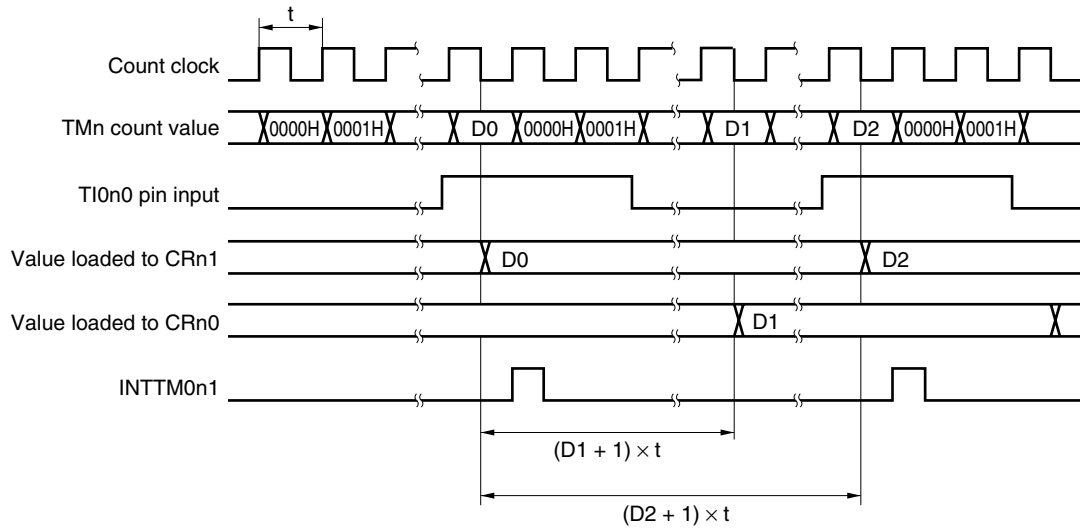 t
Count clock
TMn count value 0000H 0001H D0 0000H 0001H D1 D2 0000H 0001H
TI0n0 pin input
Value loaded to CRn1 D0 D2
Value loaded to CRn0 D1
INTTM0n1
(D1 + 1) × t
(D2 + 1) × t